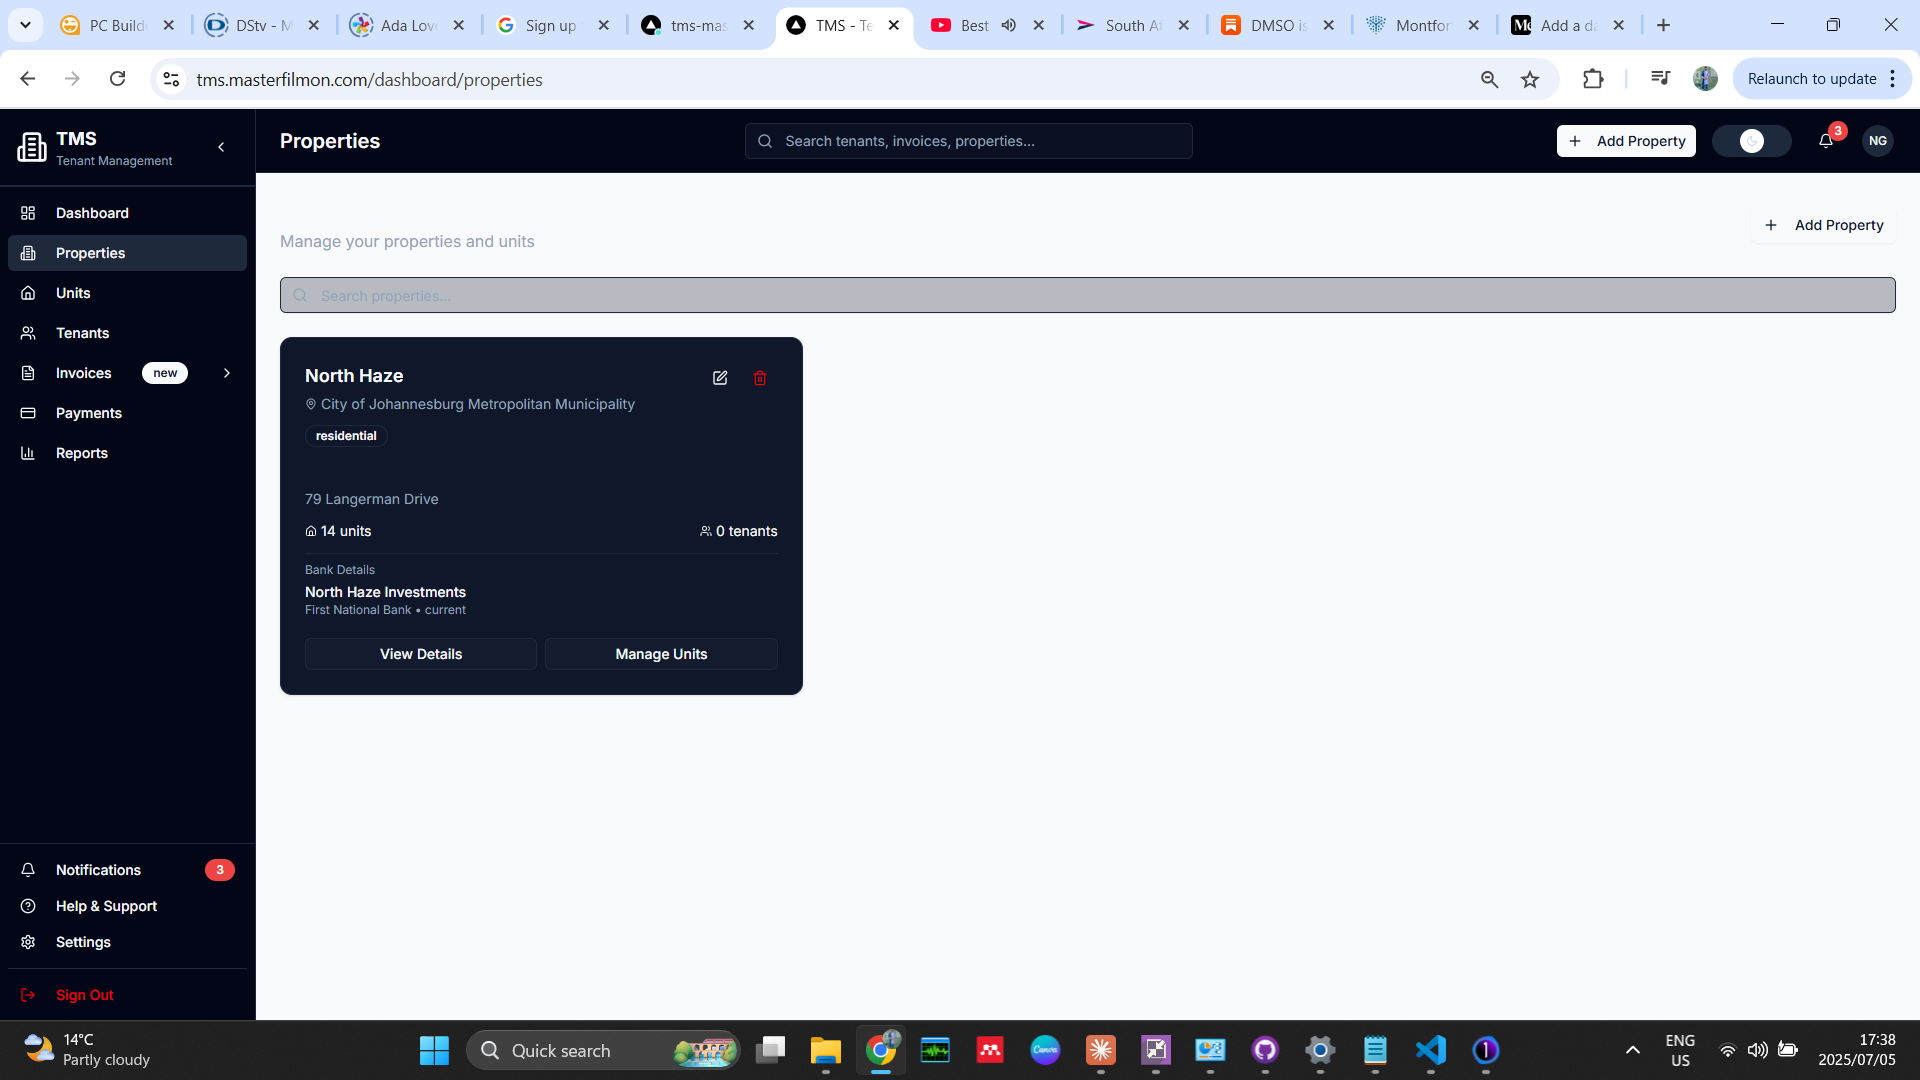 PC Build
DStv - M
Ada Love
Sign up
tms-mas
TMS - Te
Best
South Af
DMSO is
Montfor
Add a da
tms.masterfilmon.com/dashboard/properties
Relaunch to update
TMS
Tenant Management
Properties
Search tenants, invoices, properties...
Add Property
3
NG
Dashboard
Properties
Units
Tenants
Invoices
new
Payments
Reports
Manage your properties and units
Add Property
Search properties...
North Haze
City of Johannesburg Metropolitan Municipality
residential
79 Langerman Drive
14 units
0 tenants
Bank Details
North Haze Investments
First National Bank • current
View Details
Manage Units
Notifications
3
Help & Support
Settings
Sign Out
14°C
Partly cloudy
Quick search
Canva
1
ENG
US
17:38
2025/07/05